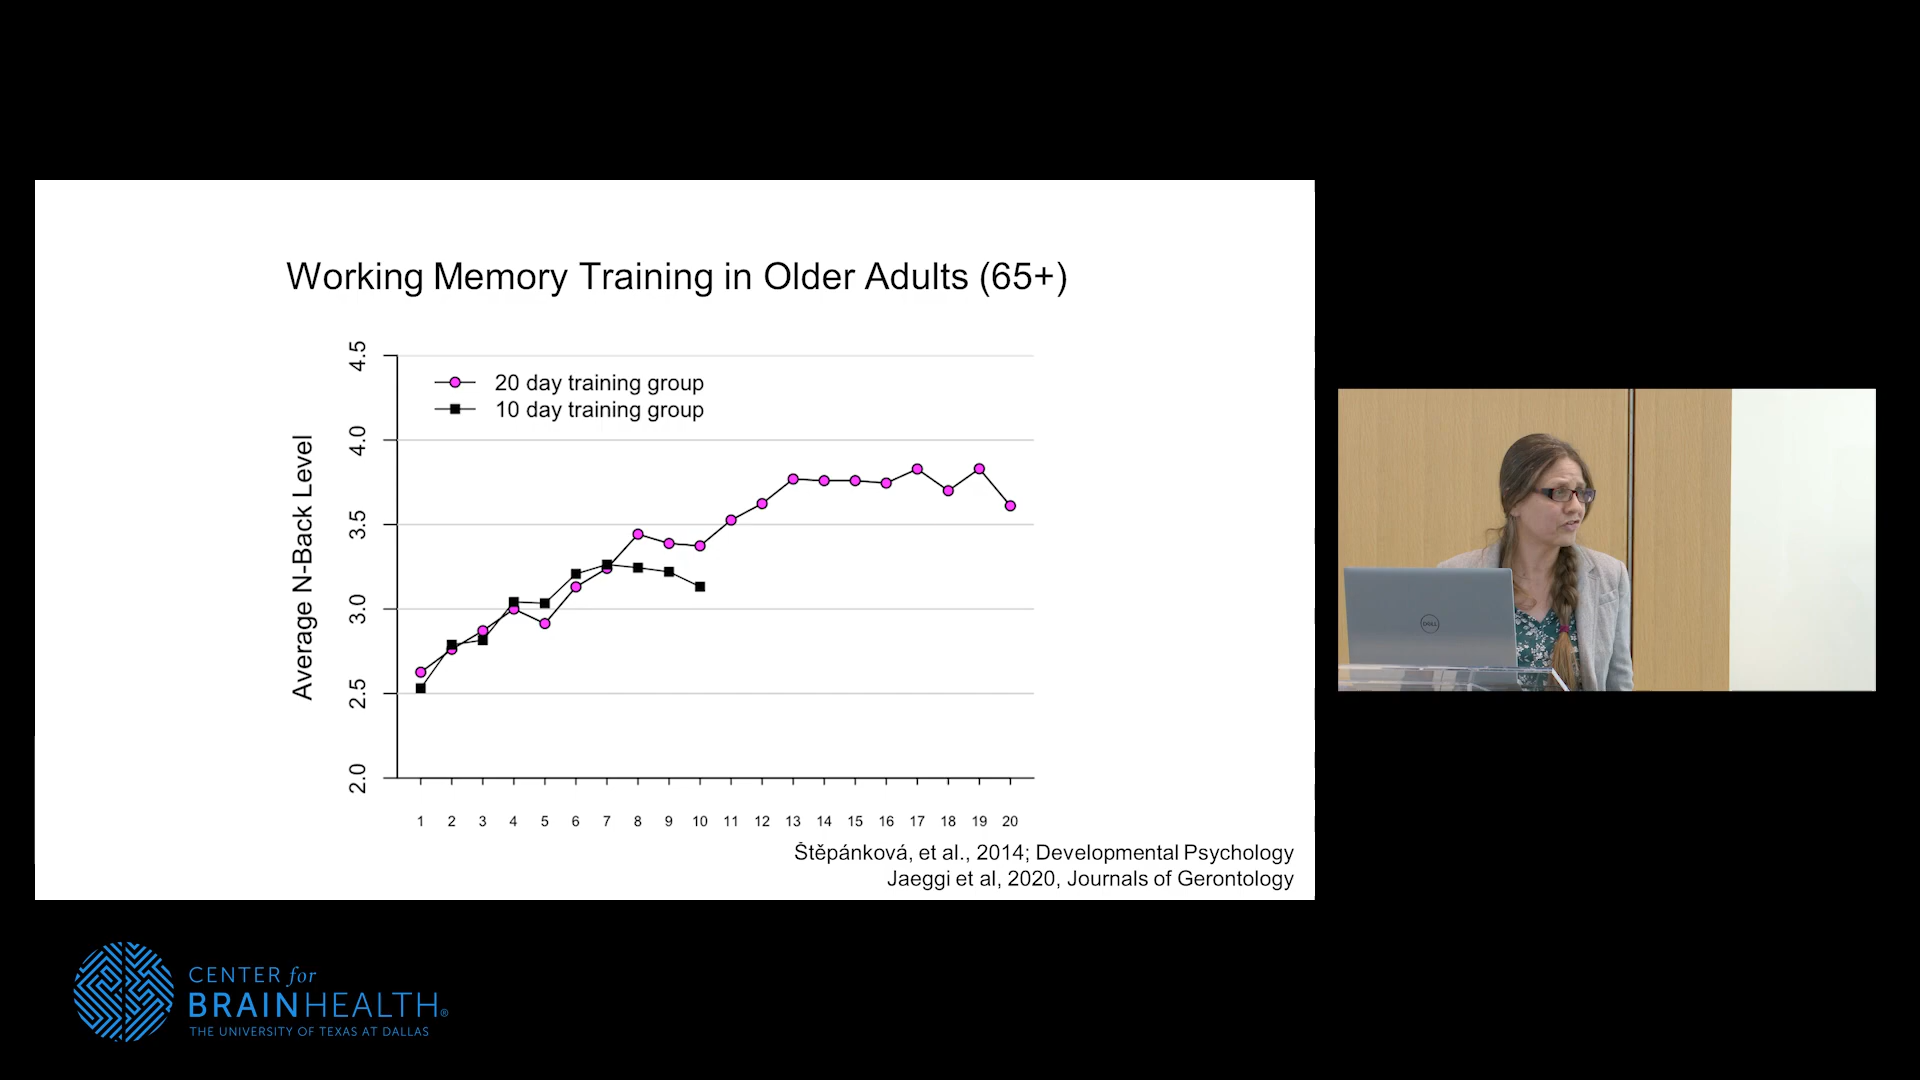 Working Memory Training in Older Adults (65+)
20 day training group
10 day training group
Average N-Back Level
4.5
4.0
3.5
3.0
2.5
2.0
1 2 3 4 5 6 7 8 9 10 11 12 13 14 15 16 17 18 19 20
Štěpánková, et al., 2014; Developmental Psychology
Jaeggi et al, 2020, Journals of Gerontology
DELL
CENTER for
BRAINHEALTH®
THE UNIVERSITY OF TEXAS AT DALLAS